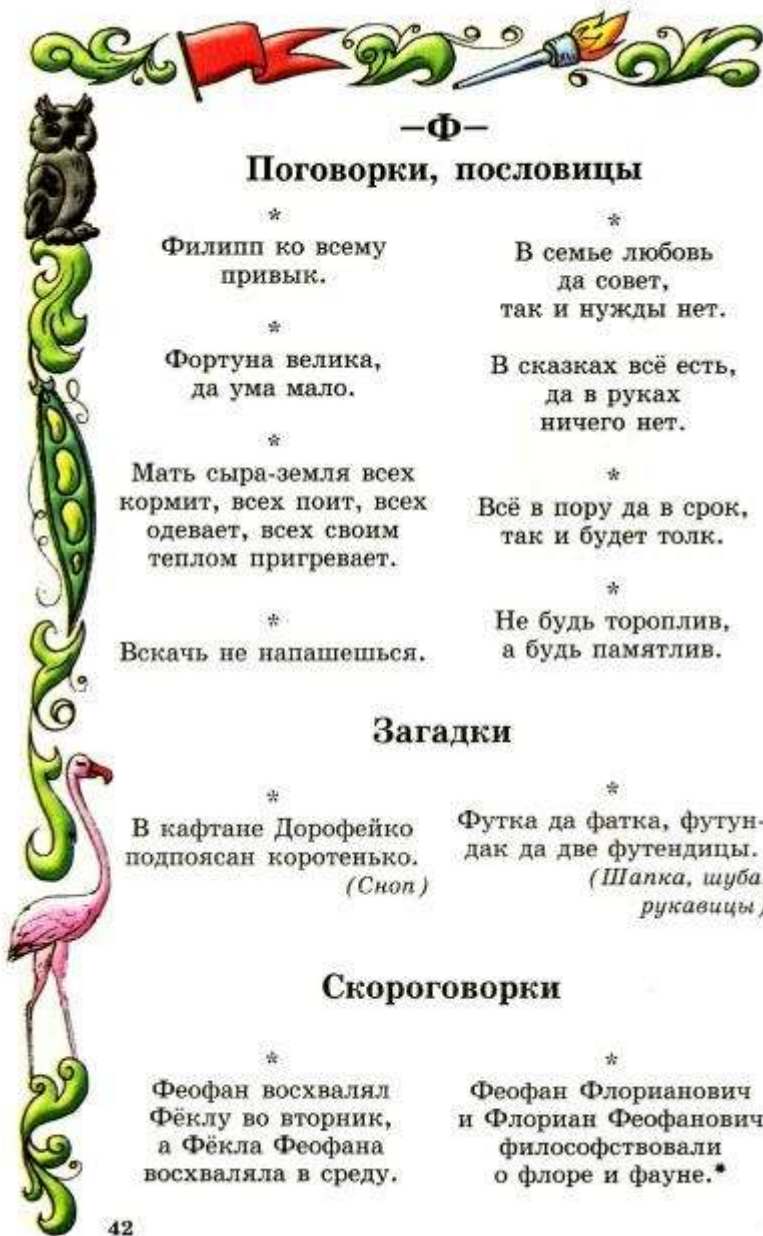 –Ф–
Поговорки, пословицы
*
Филипп ко всему
привык.
*
Фортуна велика,
да ума мало.
*
Мать сыра-земля всех
кормит, всех поит, всех
одевает, всех своим
теплом пригревает.
*
Вскачь не напашешься.
*
В семье любовь
да совет,
так и нужды нет.
В сказках всё есть,
да в руках
ничего нет.
*
Всё в пору да в срок,
так и будет толк.
*
Не будь тороплив,
а будь памятлив.
Загадки
*
В кафтане Дорофейко
подпоясан коротенько.
(Сноп)
*
Футка да фатка, футун-
дак да две футендицы.
(Шапка, шуба,
рукавицы)
Скороговорки
*
Феофан восхвалял
Фёклу во вторник,
а Фёкла Феофана
восхваляла в среду.
*
Феофан Флорианович
и Флориан Феофанович
философствовали
о флоре и фауне.*
42